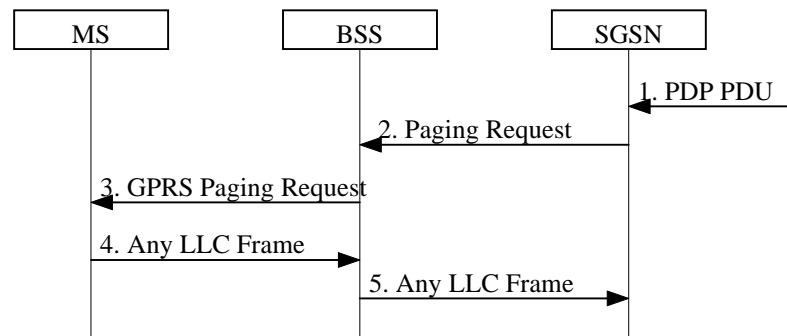 MS
BSS
SGSN
1. PDP PDU
2. Paging Request
3. GPRS Paging Request
4. Any LLC Frame
5. Any LLC Frame